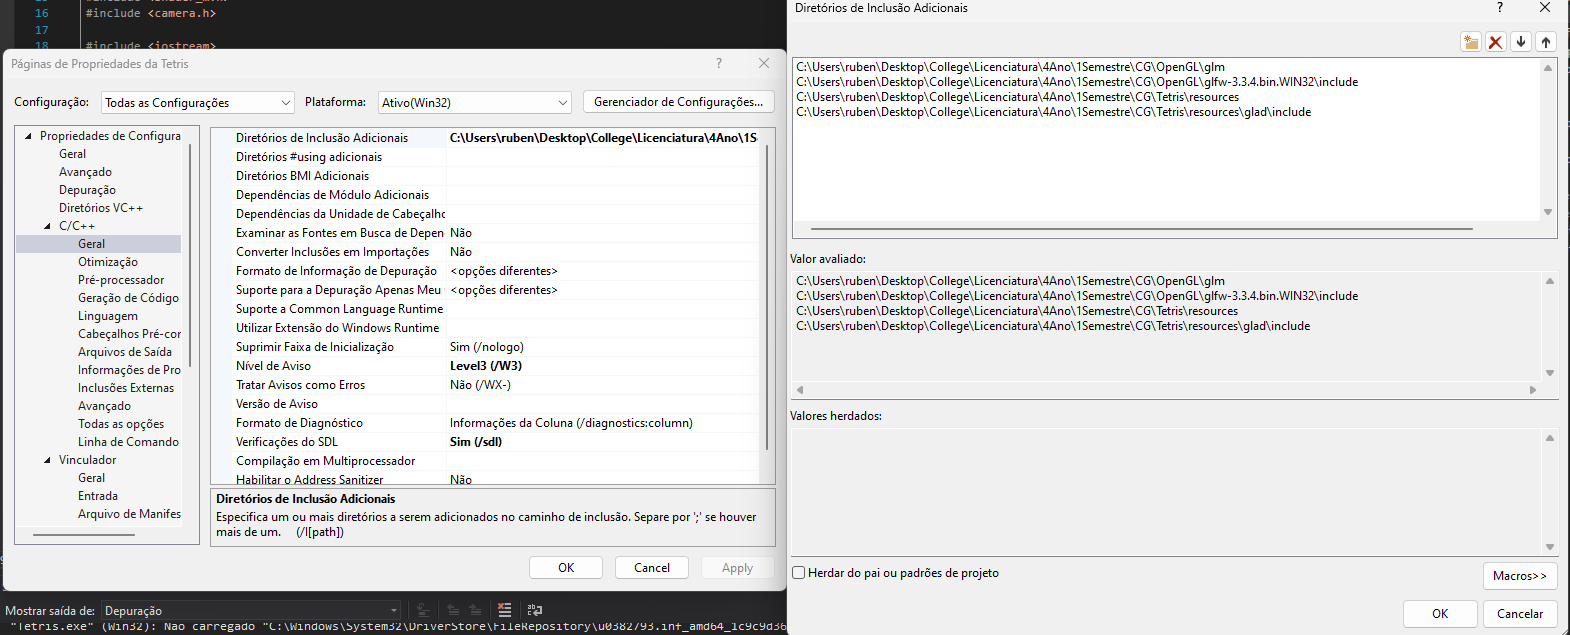 16 #include <camera.h>
17
18 #include <iostream>
Páginas de Propriedades da Tetris
Configuração: Todas as Configurações Plataforma: Ativo(Win32) Gerenciador de Configurações...
Propriedades de Configura
Geral
Avançado
Depuração
Diretórios VC++
C/C++
Geral
Otimização
Pré-processador
Geração de Código
Linguagem
Cabeçalhos Pré-cor
Arquivos de Saída
Informações de Pro
Inclusões Externas
Avançado
Todas as opções
Linha de Comando
Vinculador
Geral
Entrada
Arquivo de Manifes
Diretórios de Inclusão Adicionais C:\Users\ruben\Desktop\College\Licenciatura\4Ano\1S
Diretórios #using adicionais
Diretórios BMI Adicionais
Dependências de Módulo Adicionais
Dependências da Unidade de Cabeçalho
Examinar as Fontes em Busca de Depen Não
Converter Inclusões em Importações Não
Formato de Informação de Depuração <opções diferentes>
Suporte para a Depuração Apenas Meu <opções diferentes>
Suporte a Common Language Runtime
Utilizar Extensão do Windows Runtime
Suprimir Faixa de Inicialização Sim (/nologo)
Nível de Aviso Level3 (/W3)
Tratar Avisos como Erros Não (/WX-)
Versão de Aviso
Formato de Diagnóstico Informações da Coluna (/diagnostics:column)
Verificações do SDL Sim (/sdl)
Compilação em Multiprocessador
Habilitar o Address Sanitizer Não
Diretórios de Inclusão Adicionais
Especifica um ou mais diretórios a serem adicionados no caminho de inclusão. Separe por ';' se houver
mais de um. (/I[path])
OK Cancel Apply
Mostrar saída de: Depuração
"Tetris.exe" (Win32): Não carregado "C:\Windows\System32\DriverStore\FileRepository\u0382793.inf_amd64_1c9c9d36
Diretórios de Inclusão Adicionais
C:\Users\ruben\Desktop\College\Licenciatura\4Ano\1Semestre\CG\OpenGL\glm
C:\Users\ruben\Desktop\College\Licenciatura\4Ano\1Semestre\CG\OpenGL\glfw-3.3.4.bin.WIN32\include
C:\Users\ruben\Desktop\College\Licenciatura\4Ano\1Semestre\CG\Tetris\resources
C:\Users\ruben\Desktop\College\Licenciatura\4Ano\1Semestre\CG\Tetris\resources\glad\include
Valor avaliado:
C:\Users\ruben\Desktop\College\Licenciatura\4Ano\1Semestre\CG\OpenGL\glm
C:\Users\ruben\Desktop\College\Licenciatura\4Ano\1Semestre\CG\OpenGL\glfw-3.3.4.bin.WIN32\include
C:\Users\ruben\Desktop\College\Licenciatura\4Ano\1Semestre\CG\Tetris\resources
C:\Users\ruben\Desktop\College\Licenciatura\4Ano\1Semestre\CG\Tetris\resources\glad\include
Valores herdados:
Herdar do pai ou padrões de projeto
Macros>>
OK Cancelar